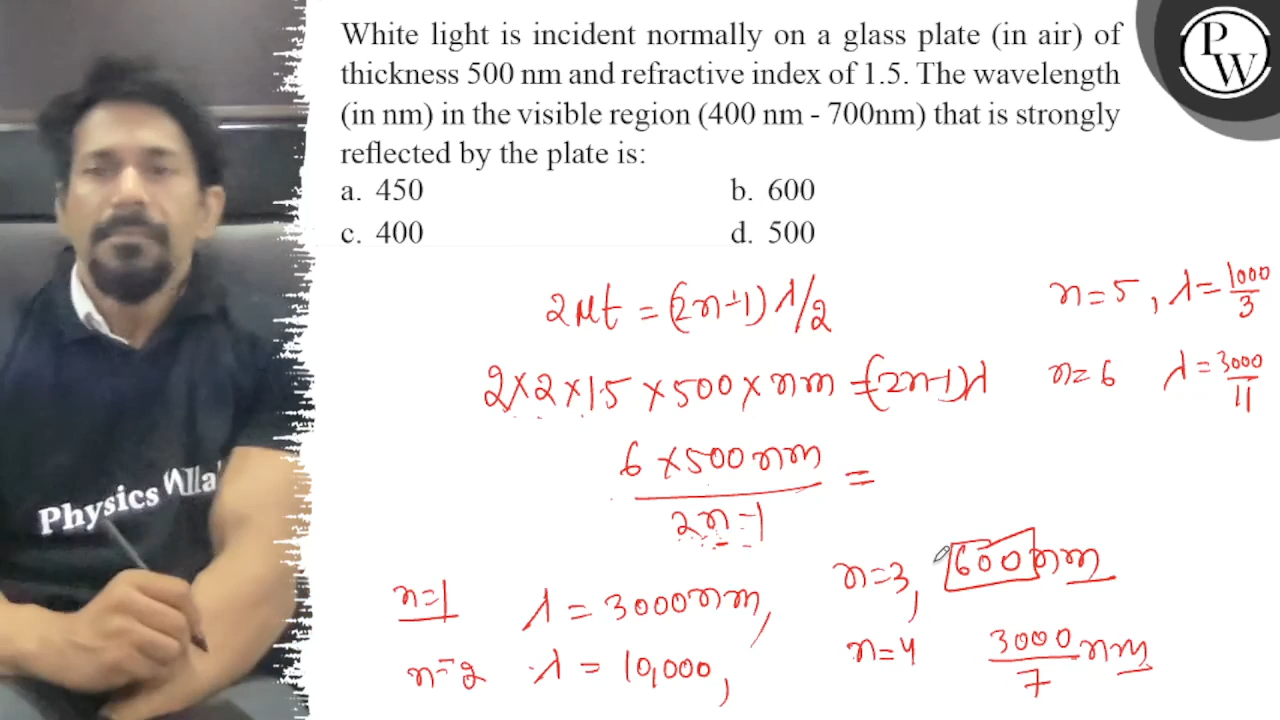 White light is incident normally on a glass plate (in air) of
thickness 500 nm and refractive index of 1.5. The wavelength
(in nm) in the visible region (400 nm - 700nm) that is strongly
reflected by the plate is:
a. 450
b. 600
c. 400
d. 500
2μt = (2n-1) λ/2
2×2×1.5 ×500× nm = (2n-1)λ
6 ×500 nm
2n-1
=
n=1 λ = 3000nm,
n=2 λ = 10,000,
n=3, 600nm
n=4 3000/7 nm
n=5, λ = 1000/3
n=6 λ = 3000/11
PW
Physics Walla